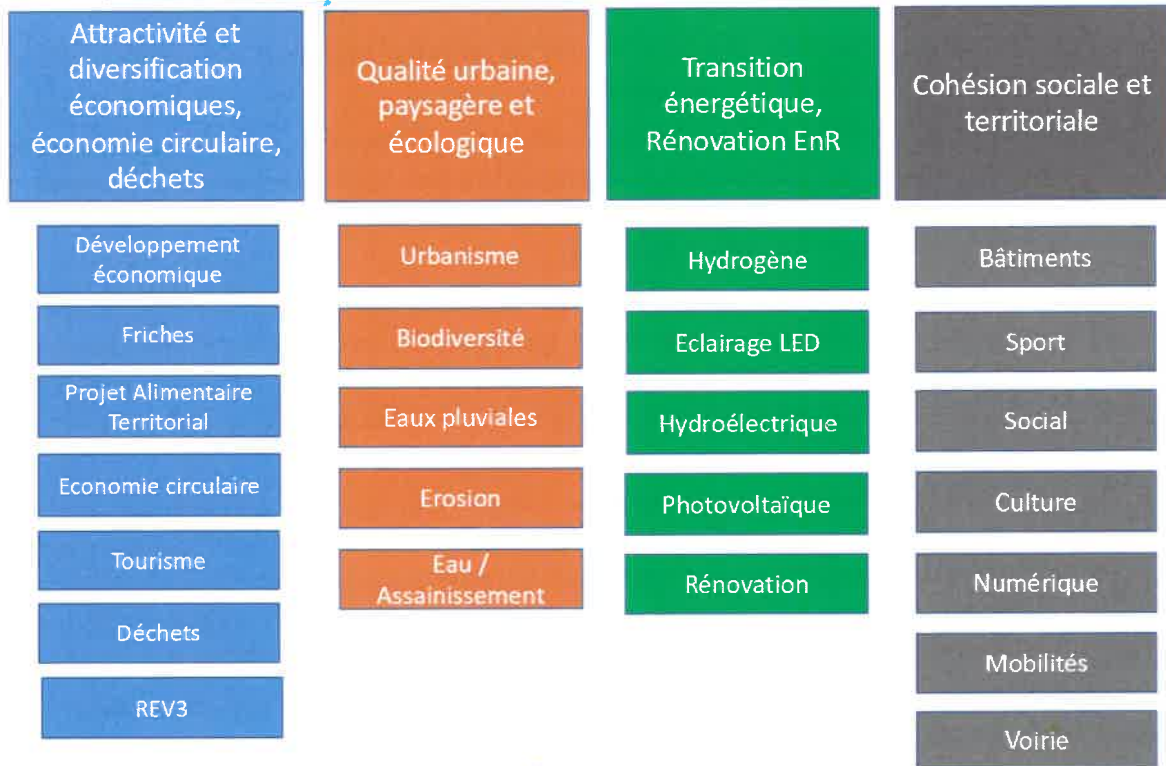 Attractivité et
diversification
économiques,
économie circulaire,
déchets
Développement
économique
Friches
Projet Alimentaire
Territorial
Economie circulaire
Tourisme
Déchets
REV3
Qualité urbaine,
paysagère et
écologique
Urbanisme
Biodiversité
Eaux pluviales
Erosion
Eau /
Assainissement
Transition
énergétique,
Rénovation EnR
Hydrogène
Eclairage LED
Hydroélectrique
Photovoltaïque
Rénovation
Cohésion sociale et
territoriale
Bâtiments
Sport
Social
Culture
Numérique
Mobilités
Voirie